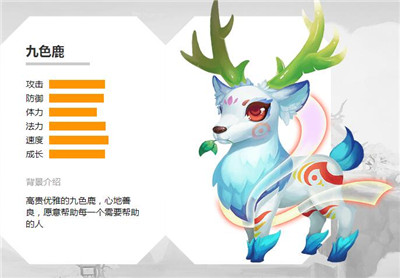 九色鹿
攻击
防御
体力
法力
速度
成长
背景介绍
高贵优雅的九色鹿，心地善
良，愿意帮助每一个需要帮助
的人